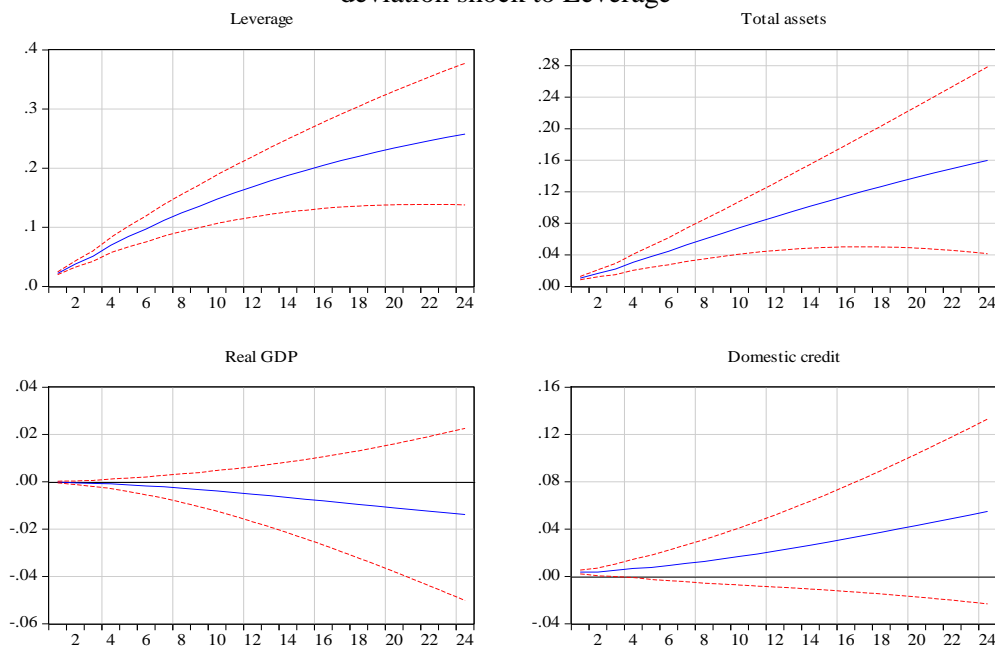 deviation shock to Leverage
Leverage
.4
.3
.2
.1
.0
2 4 6 8 10 12 14 16 18 20 22 24
Total assets
.28
.24
.20
.16
.12
.08
.04
.00
2 4 6 8 10 12 14 16 18 20 22 24
Real GDP
.04
.02
.00
-.02
-.04
-.06
2 4 6 8 10 12 14 16 18 20 22 24
Domestic credit
.16
.12
.08
.04
.00
-.04
2 4 6 8 10 12 14 16 18 20 22 24